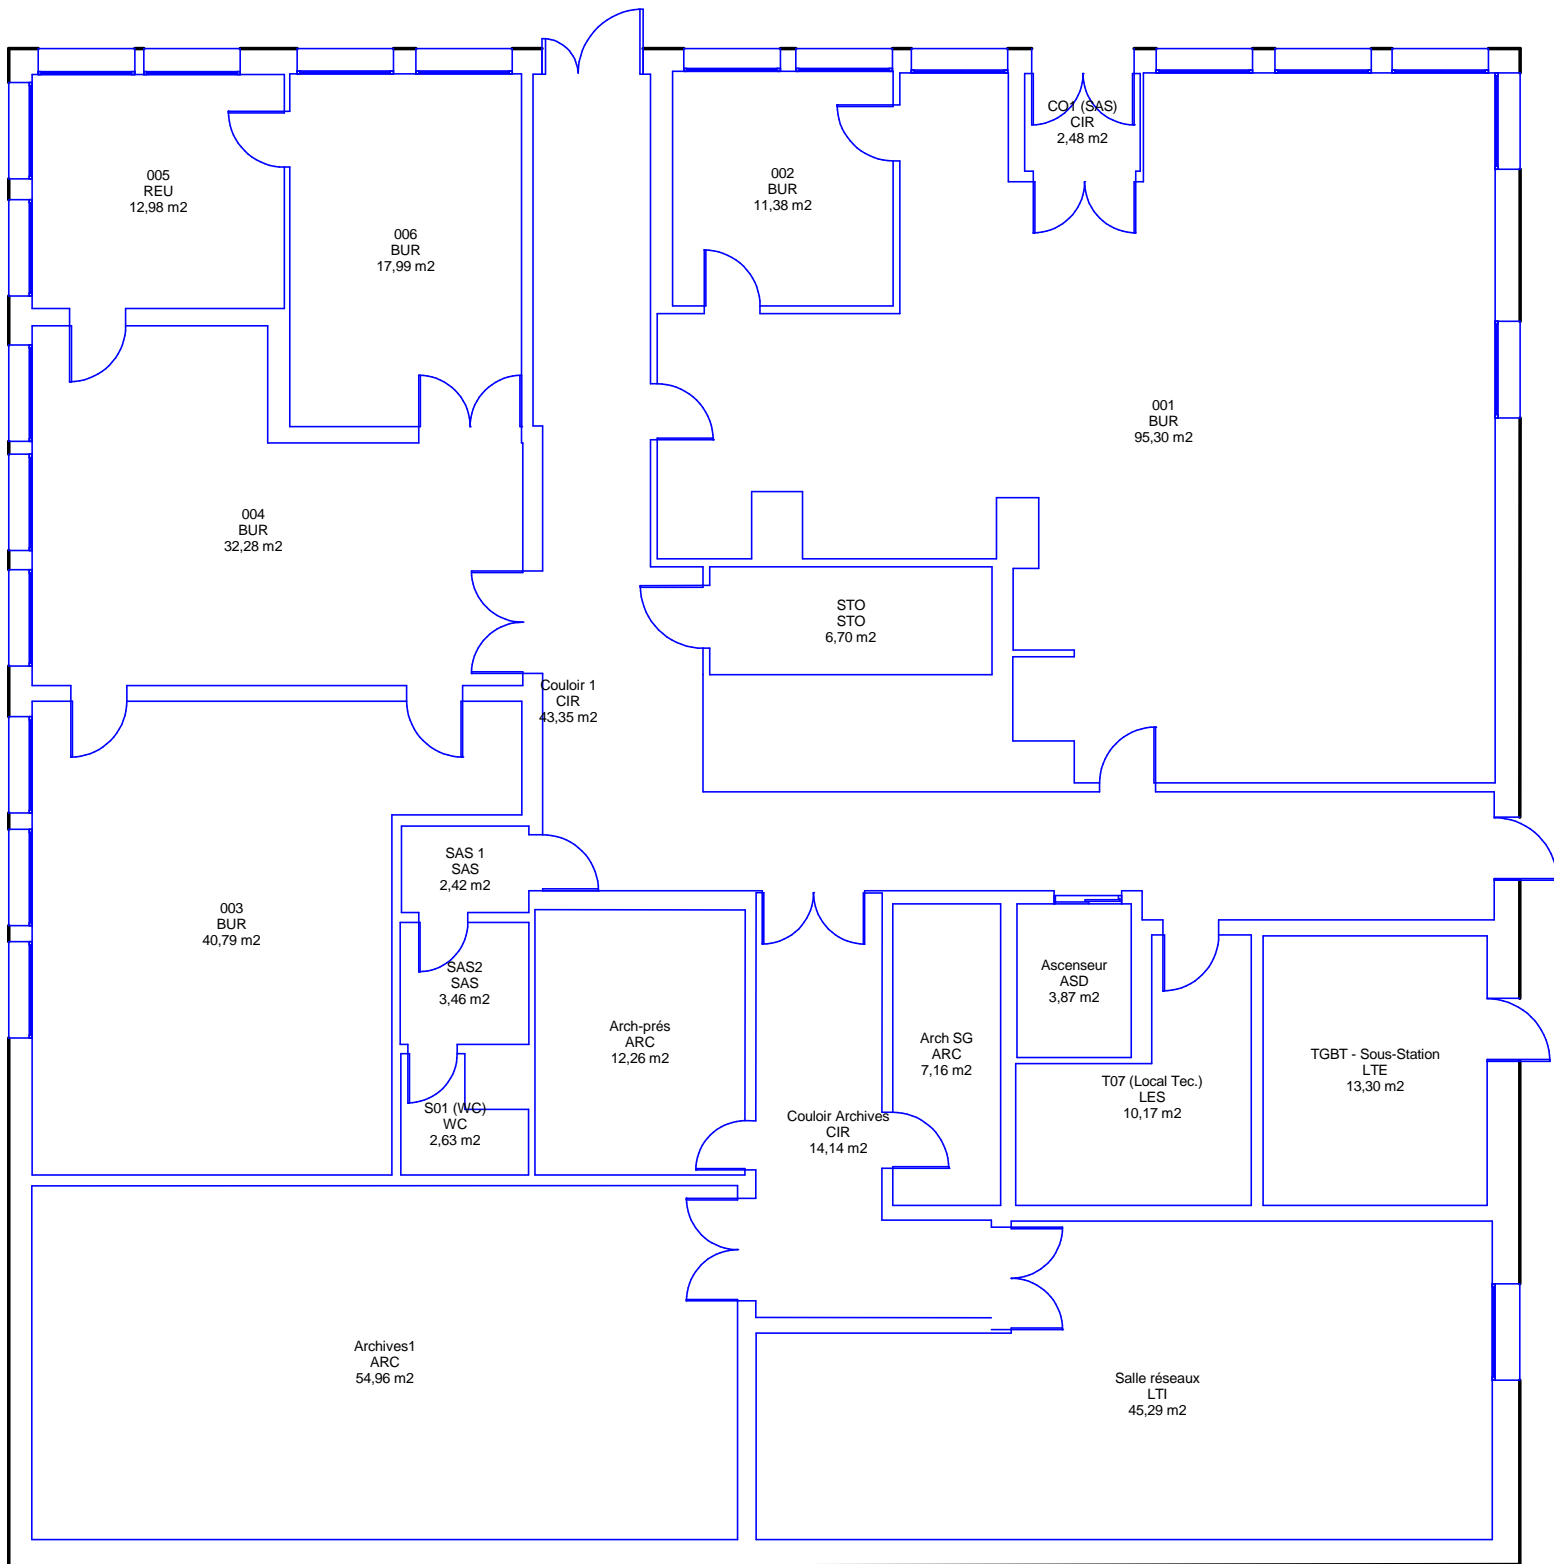 CO1 (SAS)
CIR
2,48 m2
005
REU
12,98 m2
002
BUR
11,38 m2
006
BUR
17,99 m2
001
BUR
95,30 m2
004
BUR
32,28 m2
STO
STO
6,70 m2
Couloir 1
CIR
43,35 m2
SAS 1
SAS
2,42 m2
003
BUR
40,79 m2
SAS2
SAS
3,46 m2
Ascenseur
ASD
3,87 m2
Arch-prés
ARC
12,26 m2
Arch SG
ARC
7,16 m2
TGBT - Sous-Station
LTE
13,30 m2
T07 (Local Tec.)
LES
10,17 m2
S01 (WC)
WC
2,63 m2
Couloir Archives
CIR
14,14 m2
Archives1
ARC
54,96 m2
Salle réseaux
LTI
45,29 m2